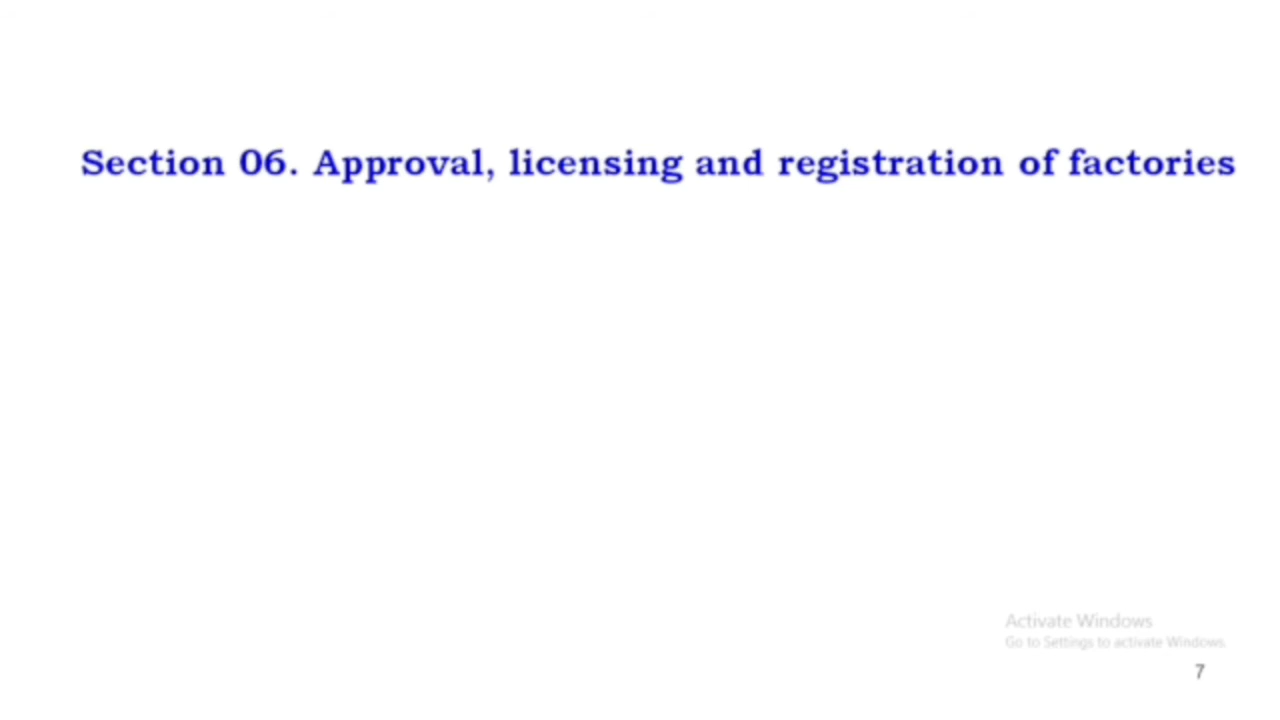 Section 06. Approval, licensing and registration of factories
Activate Windows
Go to Settings to activate Windows.
7